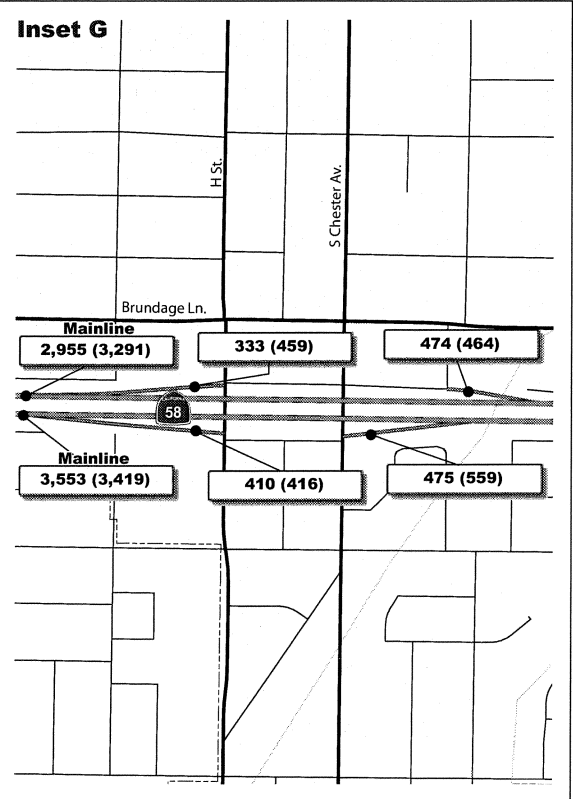 Inset G
H St.
S Chester Av.
Brundage Ln.
Mainline
2,955 (3,291)
333 (459)
474 (464)
58
Mainline
3,553 (3,419)
410 (416)
475 (559)